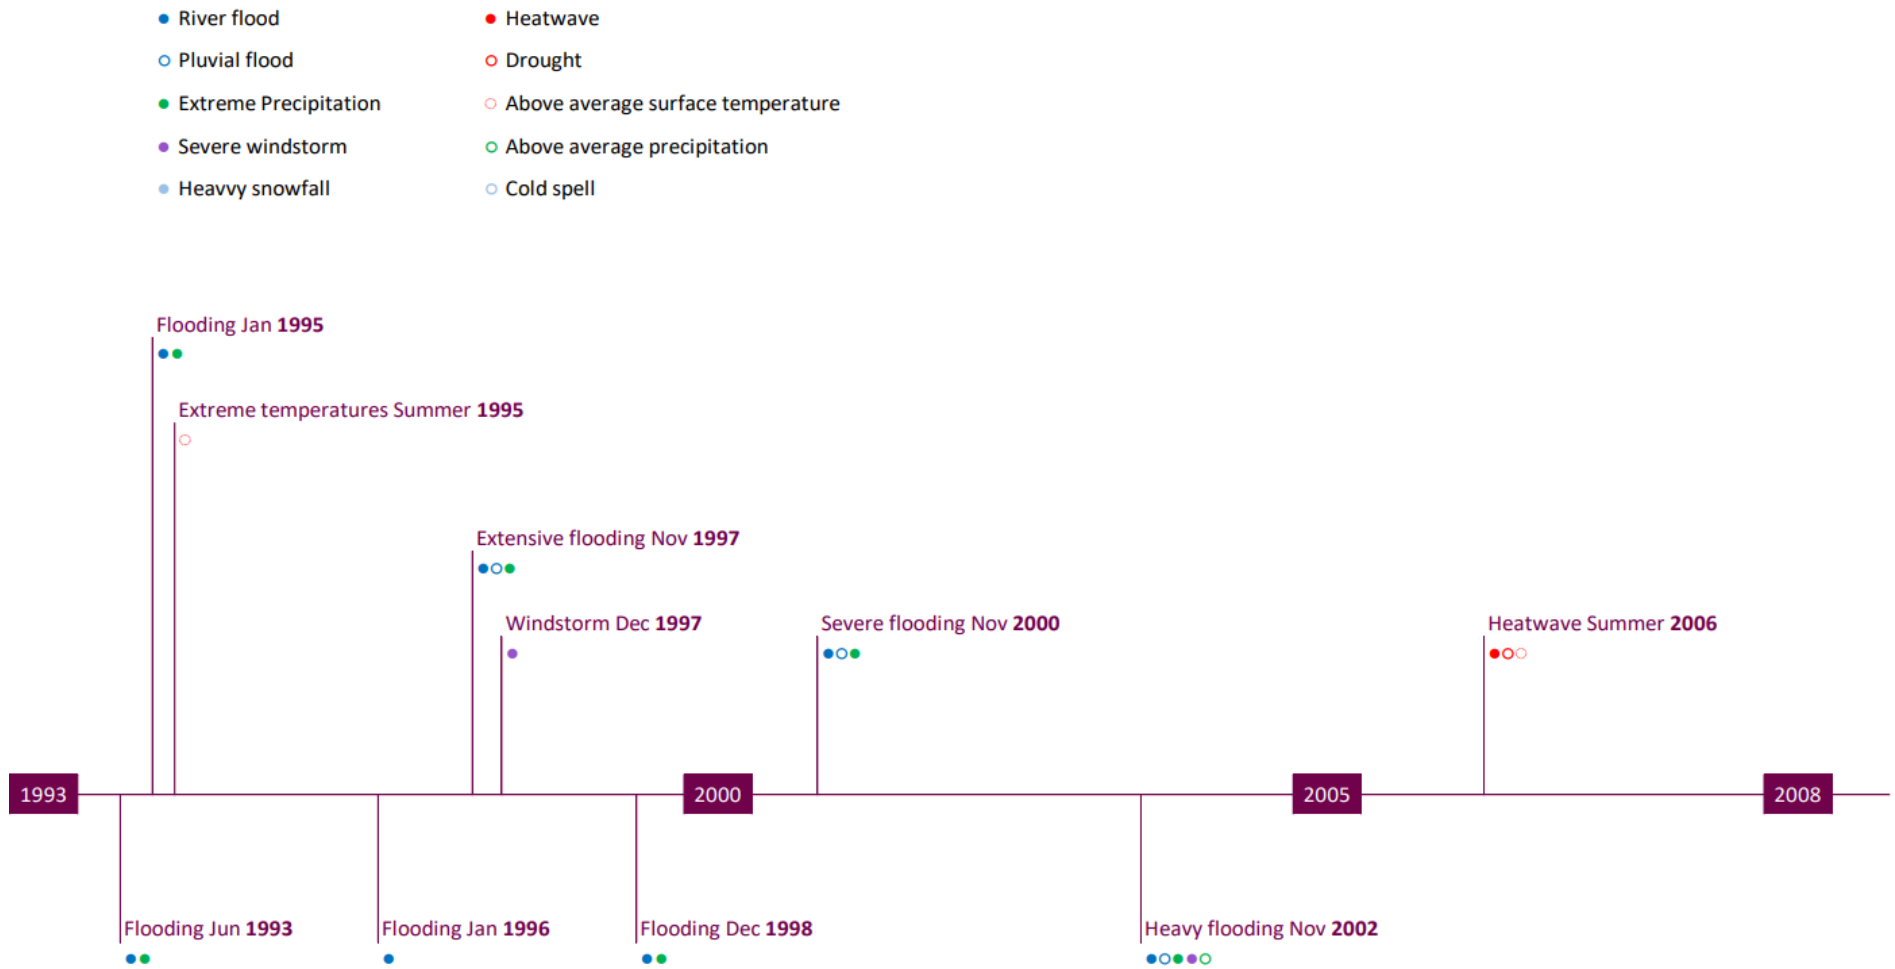 River flood
Heatwave
Pluvial flood
Drought
Extreme Precipitation
Above average surface temperature
Severe windstorm
Above average precipitation
Heavvy snowfall
Cold spell
Flooding Jan 1995
Extreme temperatures Summer 1995
Extensive flooding Nov 1997
Windstorm Dec 1997
Severe flooding Nov 2000
Heatwave Summer 2006
1993
2000
2005
2008
Flooding Jun 1993
Flooding Jan 1996
Flooding Dec 1998
Heavy flooding Nov 2002